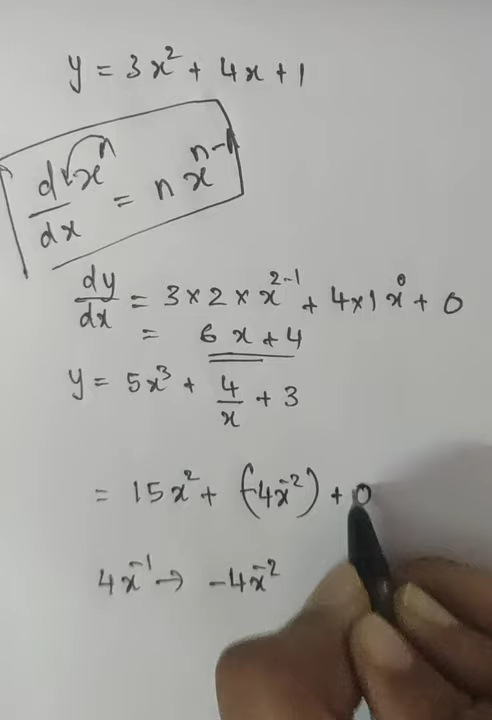 y = 3x² + 4x + 1
d/dx xⁿ = n xⁿ⁻¹
dy/dx = 3 × 2 × x²⁻¹ + 4×1 x⁰ + 0
= 6x + 4
y = 5x³ + 4/x + 3
= 15x² + (-4x⁻²) + 0
4x⁻¹ → -4x⁻²